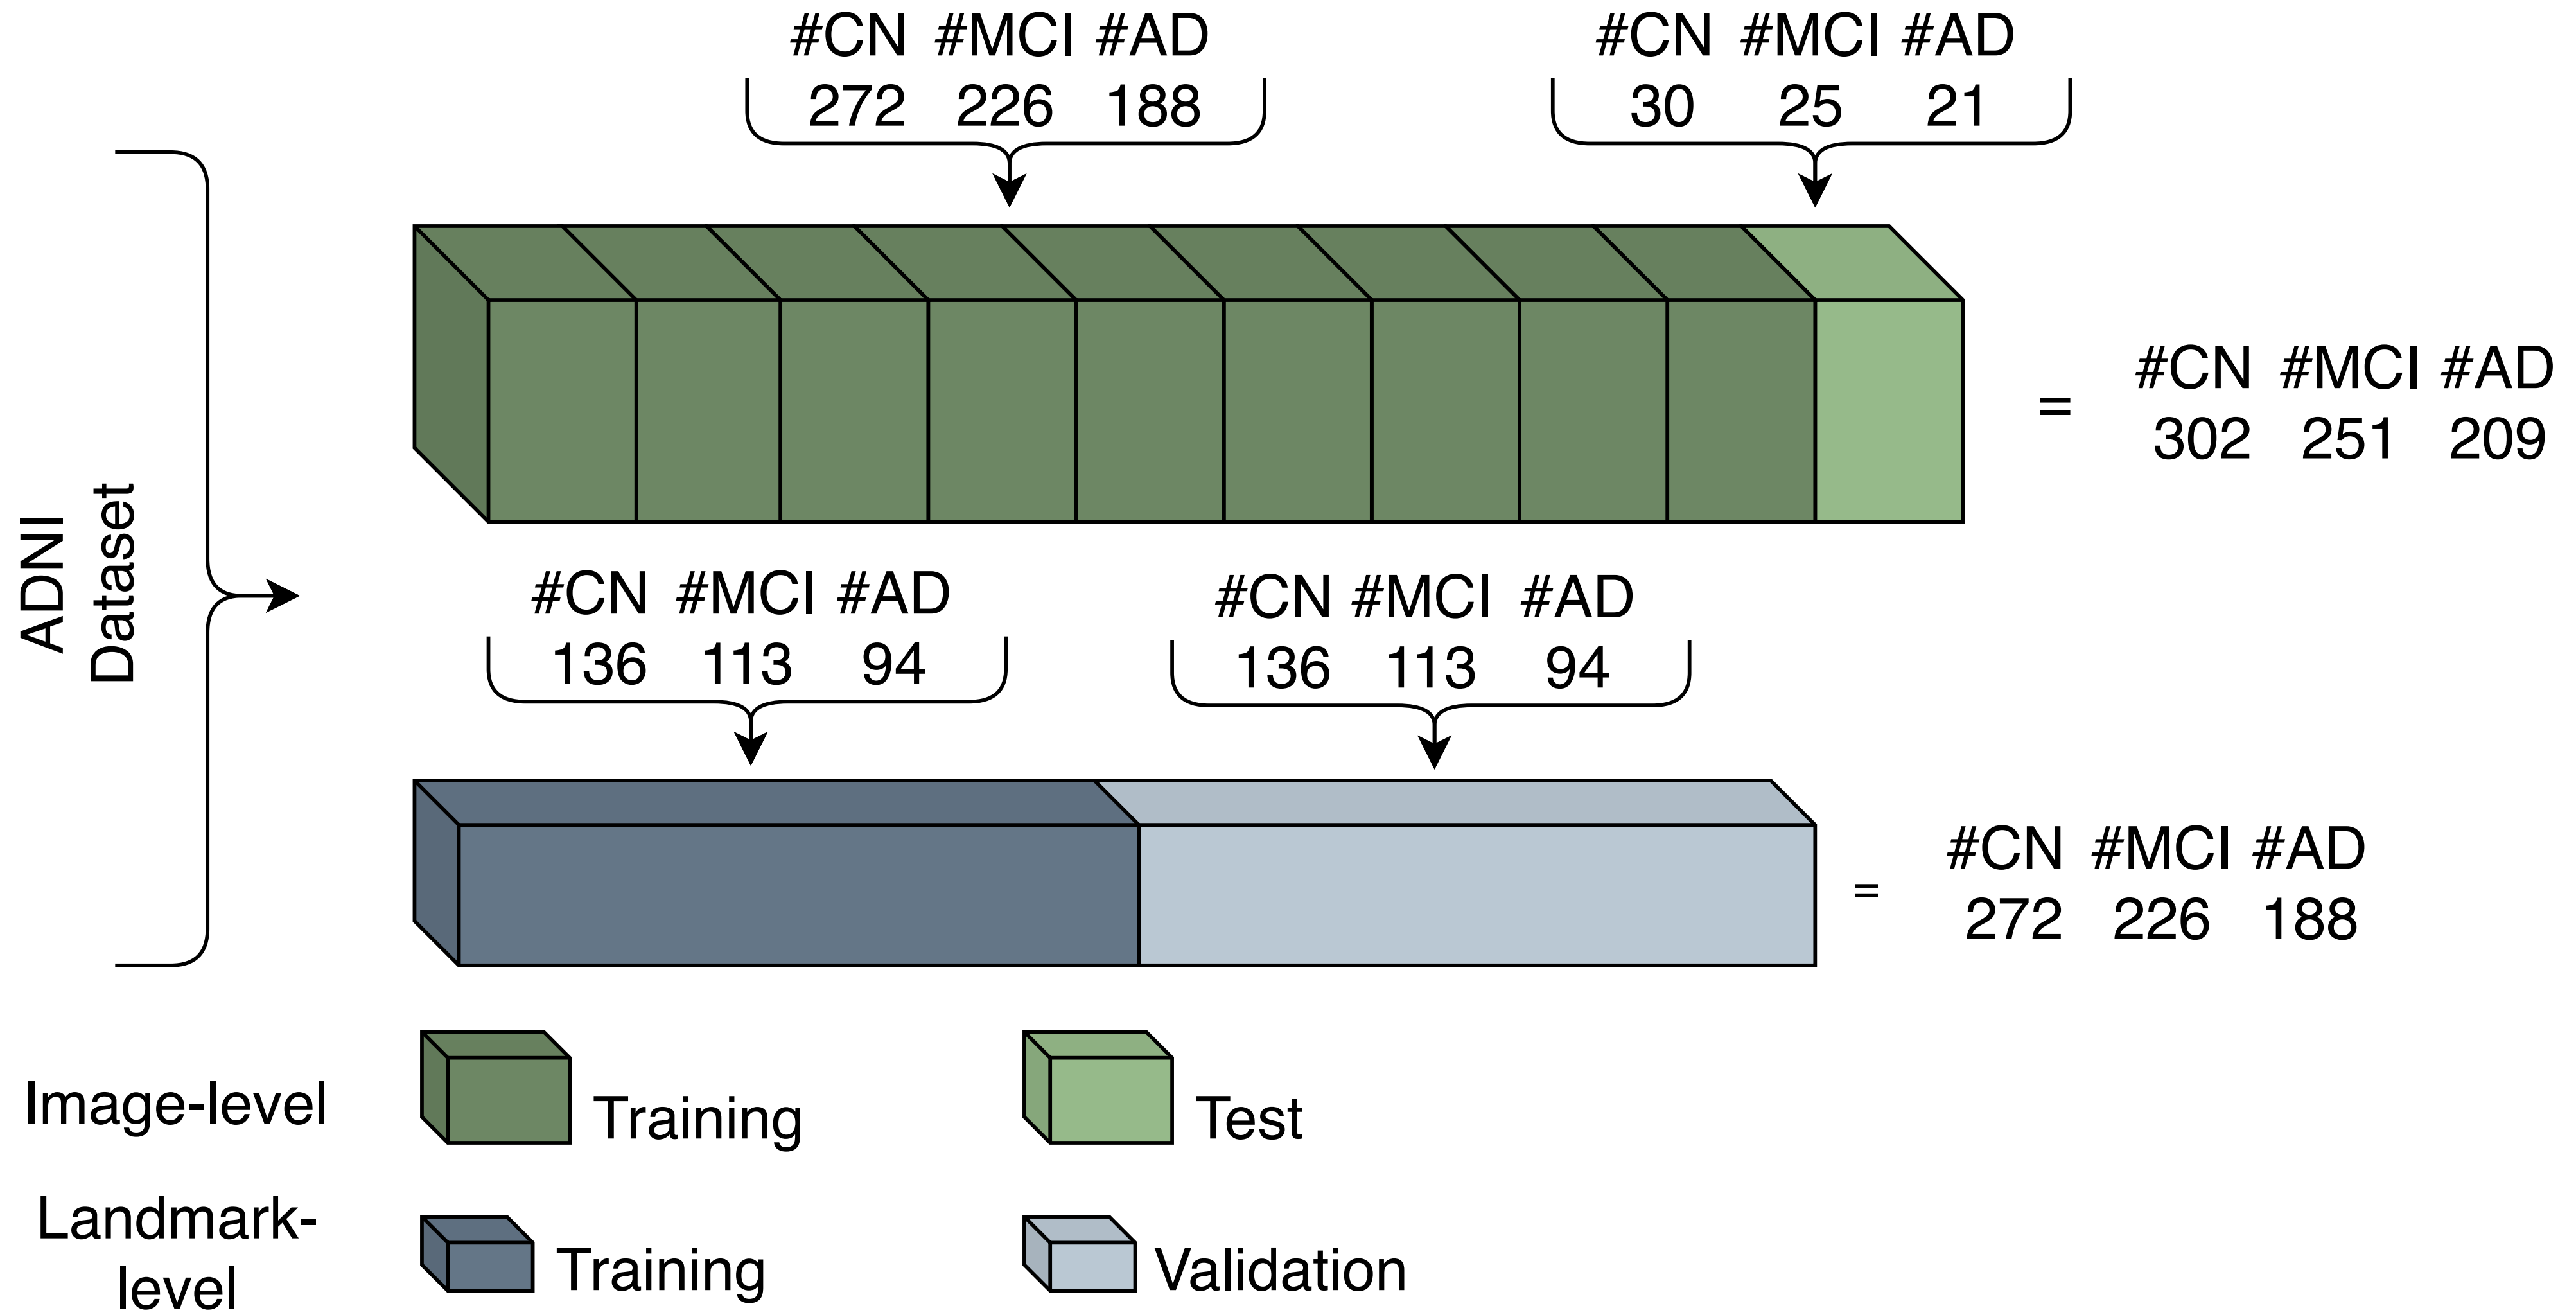 #CN #MCI #AD
272 226 188
#CN #MCI #AD
30 25 21
ADNI
Dataset
=
#CN #MCI #AD
302 251 209
#CN #MCI #AD
136 113 94
#CN #MCI #AD
136 113 94
=
#CN #MCI #AD
272 226 188
Image-level
Training
Test
Landmark-
level
Training
Validation